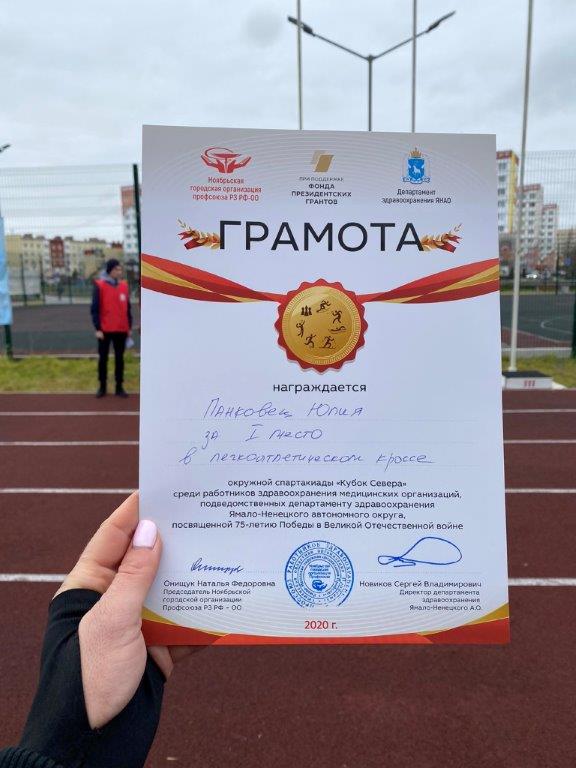 Ноябрьская
городская организация
профсоюза РЗ РФ-ОО
ПРИ ПОДДЕРЖКЕ
ФОНДА
ПРЕЗИДЕНТСКИХ
ГРАНТОВ
Департамент
здравоохранения ЯНАО
ГРАМОТА
награждается
Панковец Юлия
за I место
в легкоатлетическом кроссе
окружной спартакиады «Кубок Севера»
среди работников здравоохранения медицинских организаций,
подведомственных департаменту здравоохранения
Ямало-Ненецкого автономного округа,
посвященной 75-летию Победы в Великой Отечественной войне
Онищук Наталья Федоровна
Председатель Ноябрьской
городской организации
Профсоюза РЗ РФ - ОО
Новиков Сергей Владимирович
Директор департамента
здравоохранения
Ямало-Ненецкого А.О.
2020 г.